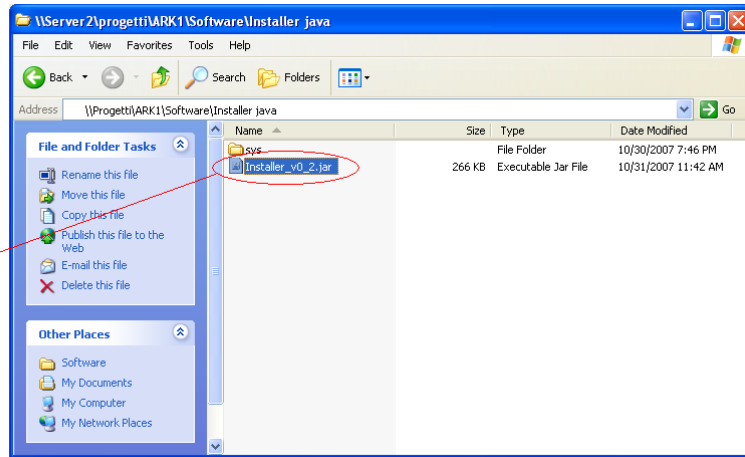 \\Server2\progetti\ARK1\Software\Installer java
File Edit View Favorites Tools Help
Back Search Folders
Address \\Progetti\ARK1\Software\Installer java Go
File and Folder Tasks
Rename this file
Move this file
Copy this file
Publish this file to the
Web
E-mail this file
Delete this file
Other Places
Software
My Documents
My Computer
My Network Places
Name Size Type Date Modified
sys File Folder 10/30/2007 7:46 PM
Installer_v0_2.jar 266 KB Executable Jar File 10/31/2007 11:42 AM